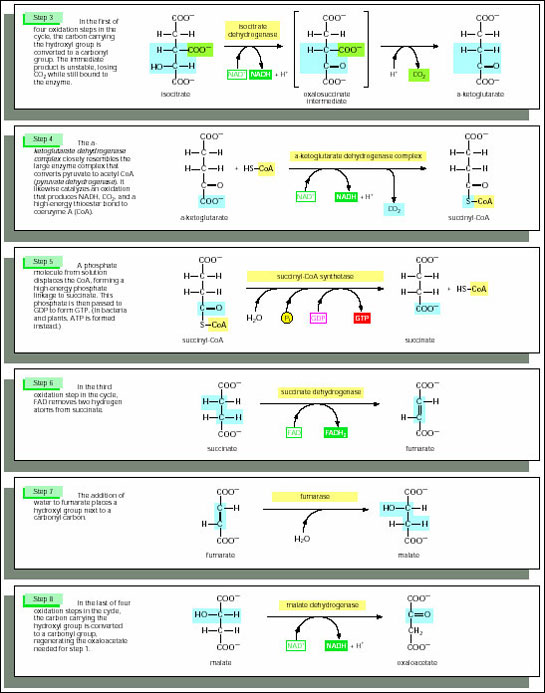 Step 3
In the first of
four oxidation steps in the
cycle, the carbon carrying
the hydroxyl group is
converted to a carbonyl
group. The immediate
product is unstable, losing
CO₂ while still bound to
the enzyme.
COO⁻
H—C—H
H—C—COO⁻
HO—C—H
COO⁻
isocitrate
isocitrate
dehydrogenase
NAD⁺ NADH + H⁺
COO⁻
H—C—H
H—C—COO⁻
C=O
COO⁻
oxalosuccinate
intermediate
H⁺ CO₂
COO⁻
H—C—H
H—C—H
C=O
COO⁻
a-ketoglutarate
Step 4
The a-
ketoglutarate dehydrogenase
complex closely resembles the
large enzyme complex that
converts pyruvate to acetyl CoA
(pyruvate dehydrogenase). It
likewise catalyzes an oxidation
that produces NADH, CO₂, and a
high-energy thioester bond to
coenzyme A (CoA).
COO⁻
H—C—H
H—C—H
C=O
COO⁻
a-ketoglutarate
+ HS—CoA
a-ketoglutarate dehydrogenase complex
NAD⁺ NADH + H⁺
CO₂
COO⁻
H—C—H
H—C—H
C=O
S—CoA
succinyl-CoA
Step 5
A phosphate
molecule from solution
displaces the CoA, forming a
high-energy phosphate
linkage to succinate. This
phosphate is then passed to
GDP to form GTP. (In bacteria
and plants, ATP is formed
instead.)
COO⁻
H—C—H
H—C—H
C=O
S—CoA
succinyl-CoA
succinyl-CoA synthetase
H₂O Pi GDP GTP
COO⁻
H—C—H
H—C—H
COO⁻
succinate
+ HS—CoA
Step 6
In the third
oxidation step in the cycle,
FAD removes two hydrogen
atoms from succinate.
COO⁻
H—C—H
H—C—H
COO⁻
succinate
succinate dehydrogenase
FAD FADH₂
COO⁻
C—H
H—C
COO⁻
fumarate
Step 7
The addition of
water to fumarate places a
hydroxyl group next to a
carbonyl carbon.
COO⁻
C—H
H—C
COO⁻
fumarate
fumarase
H₂O
COO⁻
HO—C—H
H—C—H
COO⁻
malate
Step 8
In the last of four
oxidation steps in the cycle,
the carbon carrying the
hydroxyl group is converted
to a carbonyl group,
regenerating the oxaloacetate
needed for step 1.
COO⁻
HO—C—H
H—C—H
COO⁻
malate
malate dehydrogenase
NAD⁺ NADH + H⁺
COO⁻
C=O
CH₂
COO⁻
oxaloacetate